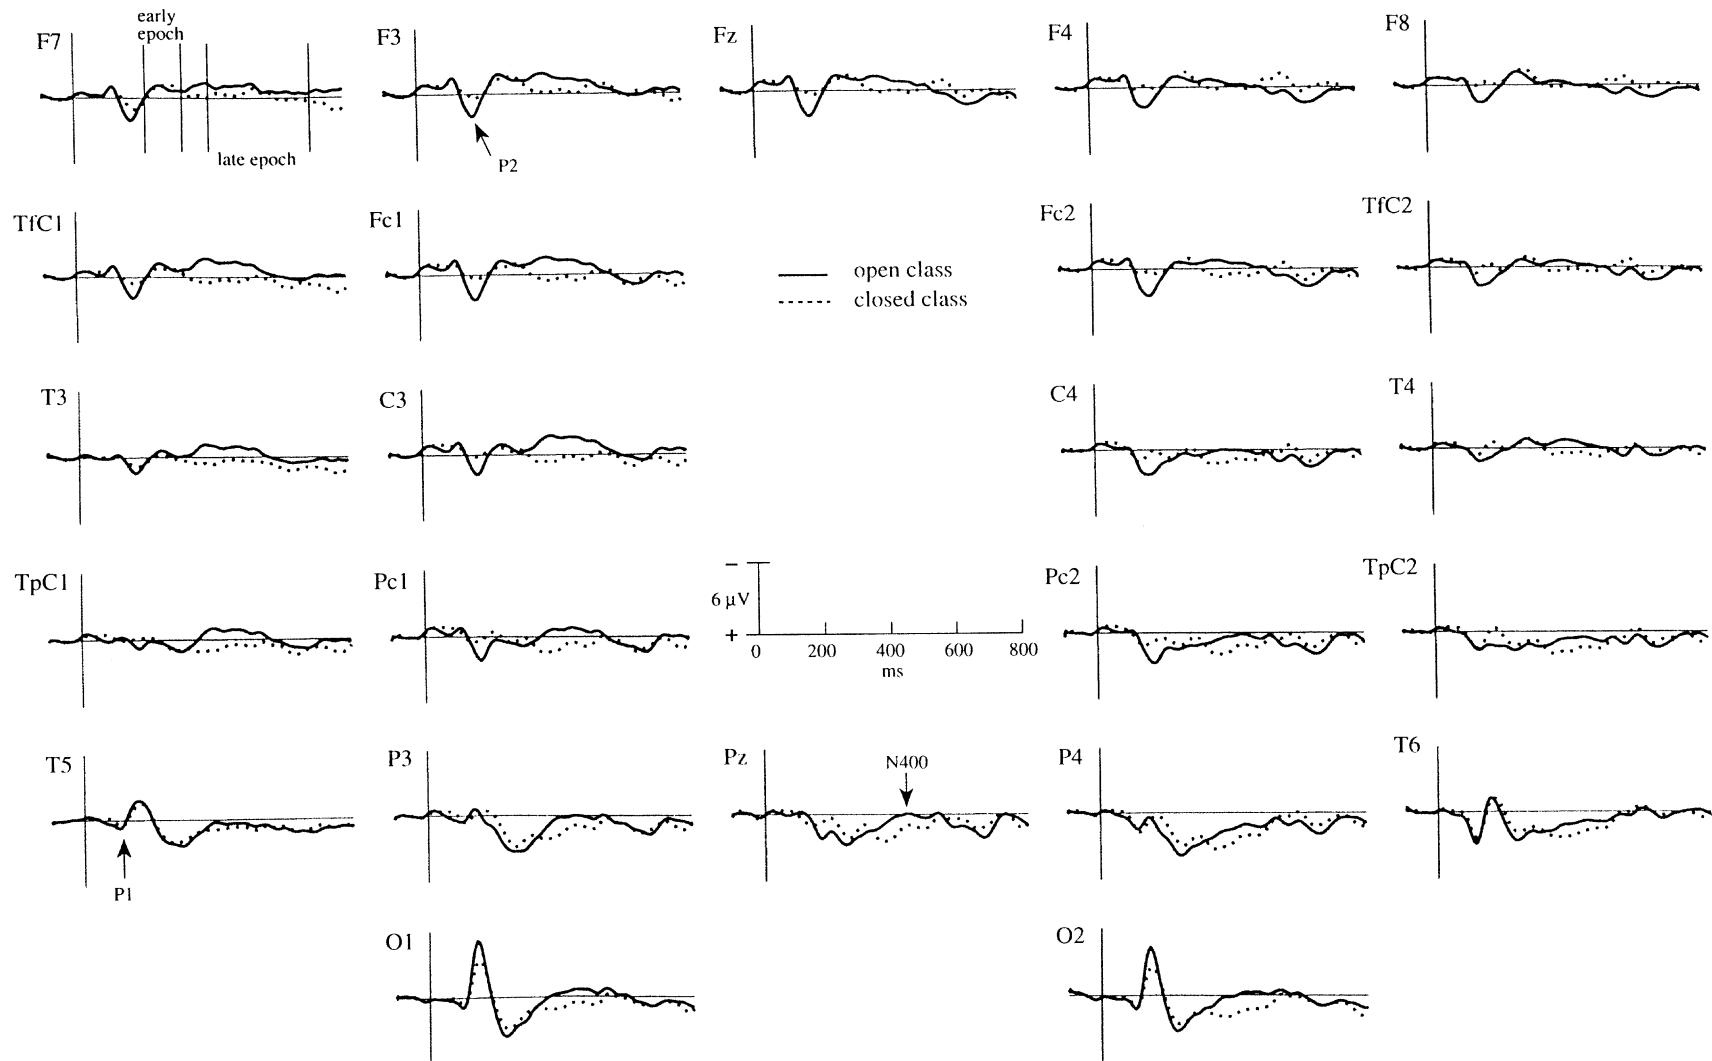 early
epoch
F7
F3
Fz
F4
F8
P2
late epoch
TfC1
Fc1
Fc2
TfC2
open class
closed class
T3
C3
C4
T4
TpC1
Pc1
Pc2
TpC2
−
6 µV
+
0 200 400 600 800
ms
T5
P3
Pz
N400
P4
T6
P1
O1
O2